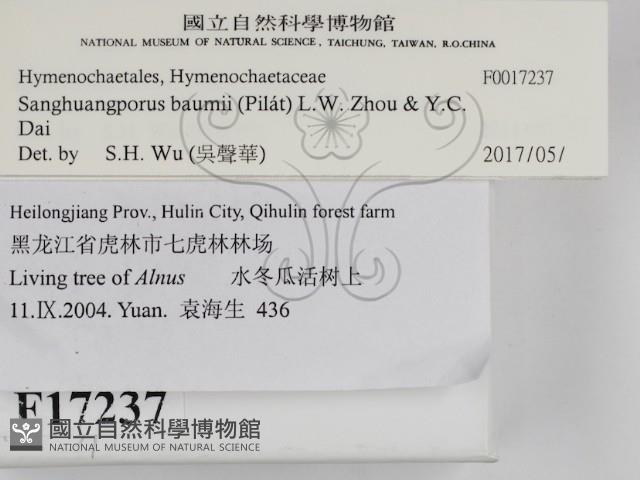 國立自然科學博物館
NATIONAL MUSEUM OF NATURAL SCIENCE, TAICHUNG, TAIWAN, R.O.CHINA
Hymenochaetales, Hymenochaetaceae F0017237
Sanghuangporus baumii (Pilát) L.W. Zhou & Y.C.
Dai
Det. by S.H. Wu (吳聲華) 2017/05/
Heilongjiang Prov., Hulin City, Qihulin forest farm
黑龙江省虎林市七虎林林场
Living tree of Alnus 水冬瓜活树上
11.Ⅸ.2004. Yuan. 袁海生 436
F17237
國立自然科學博物館
NATIONAL MUSEUM OF NATURAL SCIENCE